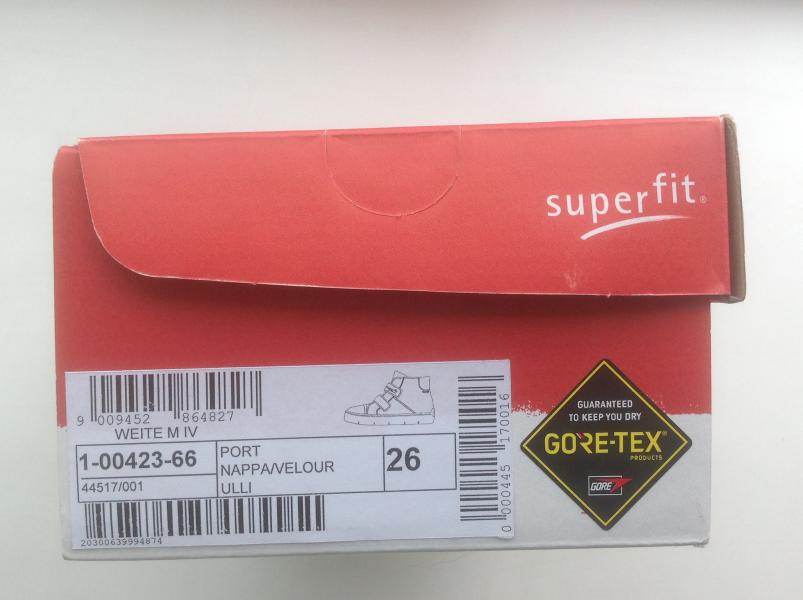 superfit®
9 009452 864827
WEITE M IV
1-00423-66
44517/001
PORT
NAPPA/VELOUR
ULLI
26
20300639994874
0 000445 170016
GUARANTEED
TO KEEP YOU DRY
GORE-TEX®
PRODUCTS
GORE